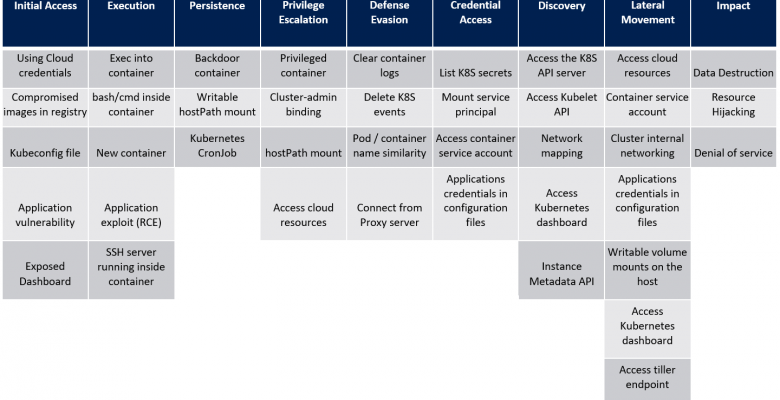 Initial Access
Execution
Persistence
Privilege
Escalation
Defense
Evasion
Credential
Access
Discovery
Lateral
Movement
Impact
Using Cloud
credentials
Exec into
container
Backdoor
container
Privileged
container
Clear container
logs
List K8S secrets
Access the K8S
API server
Access cloud
resources
Data Destruction
Compromised
images in registry
bash/cmd inside
container
Writable
hostPath mount
Cluster-admin
binding
Delete K8S
events
Mount service
principal
Access Kubelet
API
Container service
account
Resource
Hijacking
Kubeconfig file
New container
Kubernetes
CronJob
hostPath mount
Pod / container
name similarity
Access container
service account
Network
mapping
Cluster internal
networking
Denial of service
Application
vulnerability
Application
exploit (RCE)
Access cloud
resources
Connect from
Proxy server
Applications
credentials in
configuration
files
Access
Kubernetes
dashboard
Applications
credentials in
configuration
files
Exposed
Dashboard
SSH server
running inside
container
Instance
Metadata API
Writable volume
mounts on the
host
Access
Kubernetes
dashboard
Access tiller
endpoint